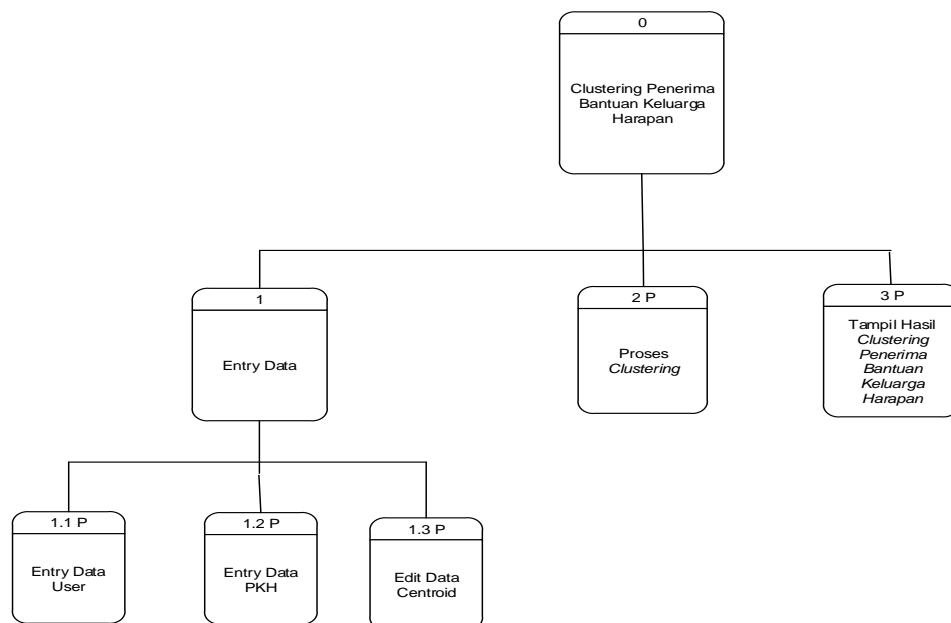 0
Clustering Penerima
Bantuan Keluarga
Harapan
1
Entry Data
2 P
Proses
Clustering
3 P
Tampil Hasil
Clustering
Penerima
Bantuan
Keluarga
Harapan
1.1 P
Entry Data
User
1.2 P
Entry Data
PKH
1.3 P
Edit Data
Centroid